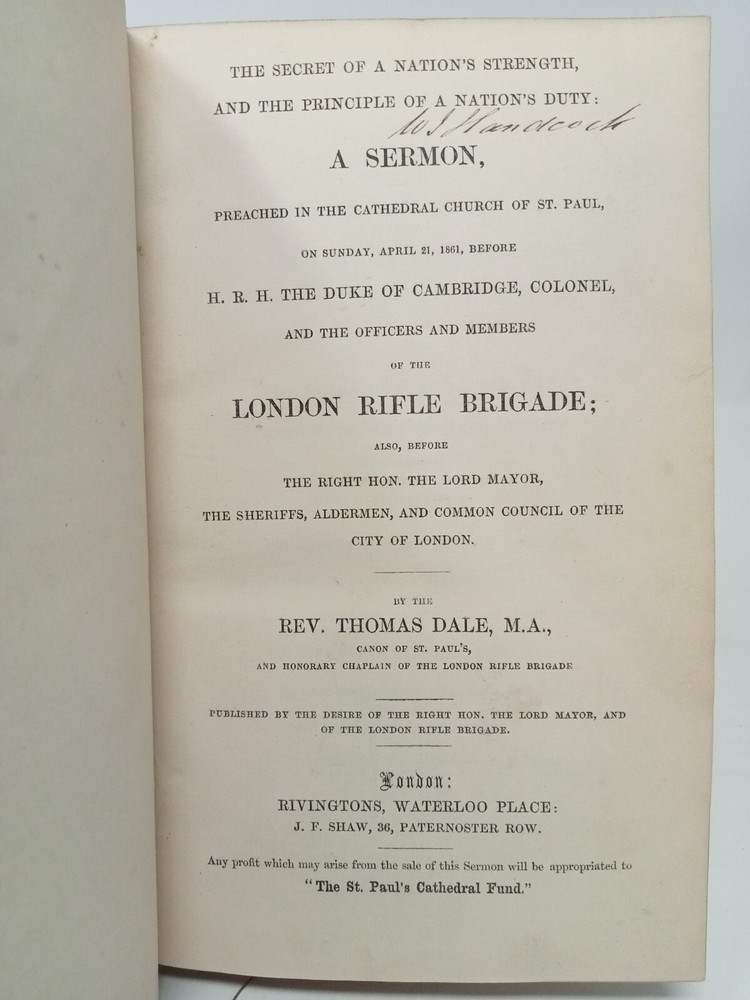 THE SECRET OF A NATION'S STRENGTH,
AND THE PRINCIPLE OF A NATION'S DUTY:
W J Handcock
A SERMON,
PREACHED IN THE CATHEDRAL CHURCH OF ST. PAUL,
ON SUNDAY, APRIL 21, 1861, BEFORE
H. R. H. THE DUKE OF CAMBRIDGE, COLONEL,
AND THE OFFICERS AND MEMBERS
OF THE
LONDON RIFLE BRIGADE;
ALSO, BEFORE
THE RIGHT HON. THE LORD MAYOR,
THE SHERIFFS, ALDERMEN, AND COMMON COUNCIL OF THE
CITY OF LONDON.
BY THE
REV. THOMAS DALE, M.A.,
CANON OF ST. PAUL'S,
AND HONORARY CHAPLAIN OF THE LONDON RIFLE BRIGADE
PUBLISHED BY THE DESIRE OF THE RIGHT HON. THE LORD MAYOR, AND
OF THE LONDON RIFLE BRIGADE.
London:
RIVINGTONS, WATERLOO PLACE:
J. F. SHAW, 36, PATERNOSTER ROW.
Any profit which may arise from the sale of this Sermon will be appropriated to
"The St. Paul's Cathedral Fund."